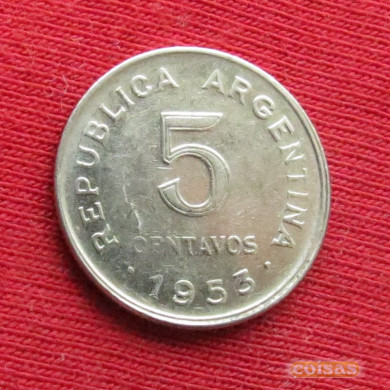 REPUBLICA ARGENTINA
5
CENTAVOS
· 1953 ·
coisas